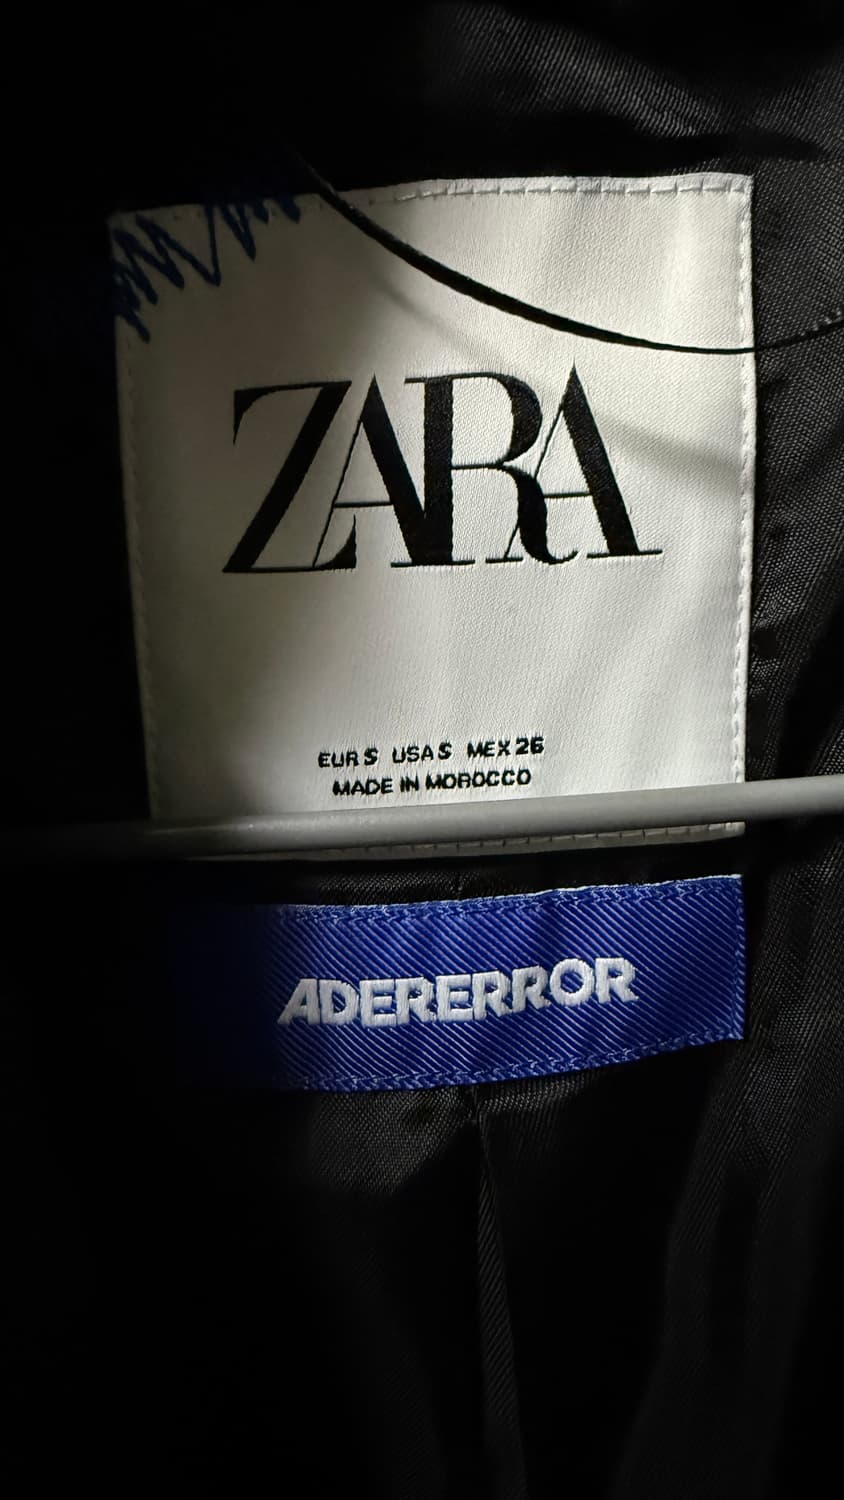 ZARA
EUR S USA S MEX 26
MADE IN MOROCCO
ADERERROR